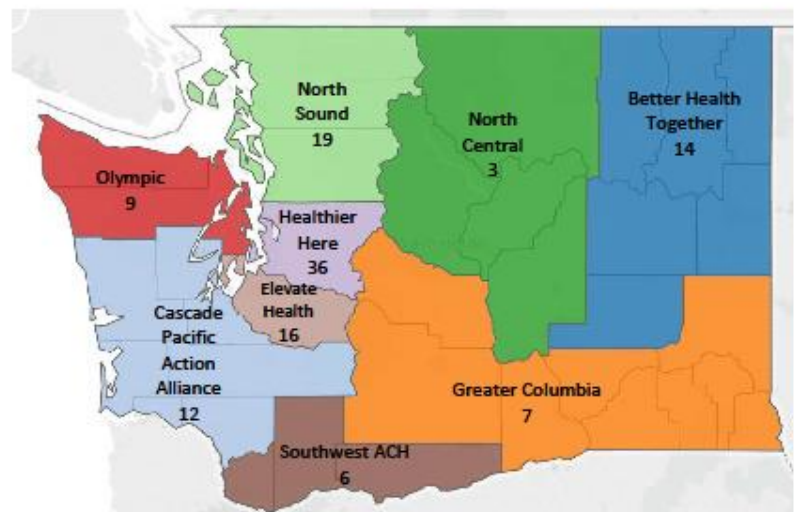 North
Sound
19
North
Central
3
Better Health
Together
14
Olympic
9
Healthier
Here
36
Elevate
Health
16
Cascade
Pacific
Action
Alliance
12
Greater Columbia
7
Southwest ACH
6